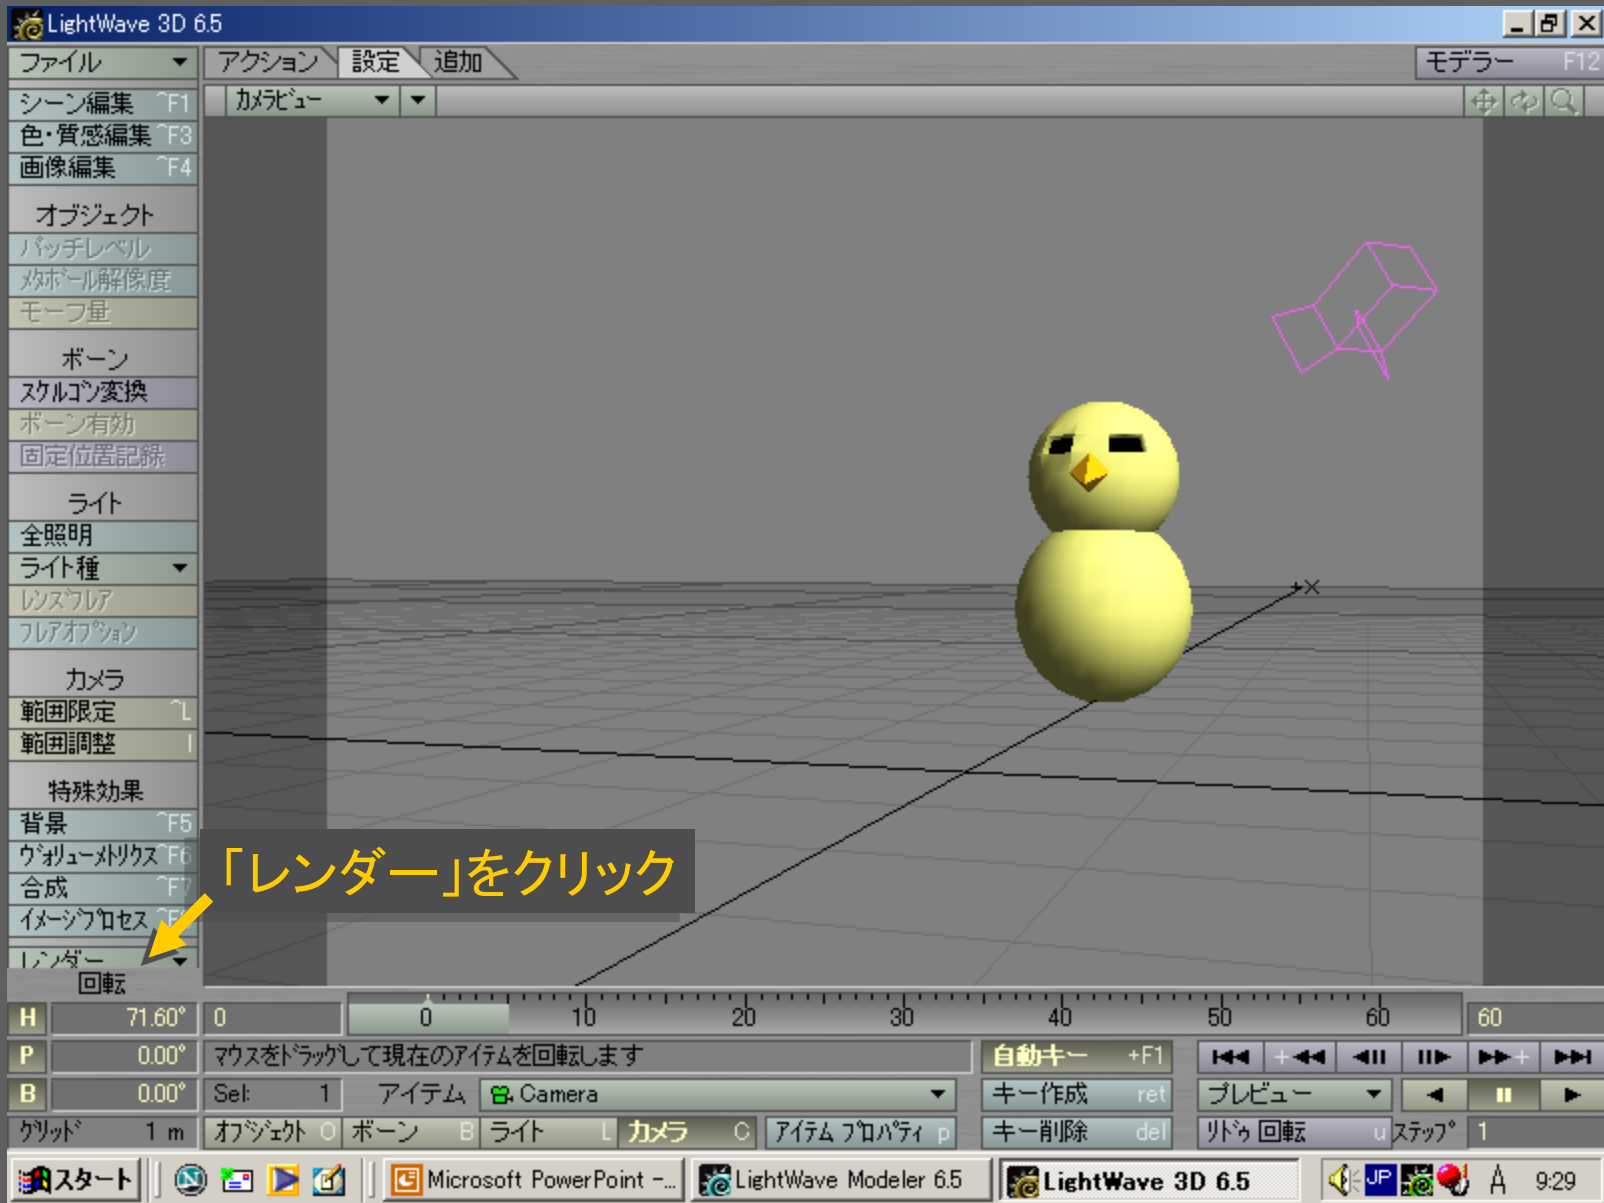 LightWave 3D 6.5
ファイル
アクション 設定 追加
モデラー F12
シーン編集 ^F1
カメラビュー
色・質感編集 ^F3
画像編集 ^F4
オブジェクト
パッチレベル
メタボール解像度
モーフ量
ボーン
スケルゴン変換
ボーン有効
固定位置記録
ライト
全照明
ライト種
レンズフレア
フレアオプション
カメラ
範囲限定 ^L
範囲調整 |
特殊効果
背景 ^F5
ヴォリューメトリクス ^F6
合成 ^F7
イメージプロセス
「レンダー」をクリック
レンダー
回転
H 71.60° 0 0 10 20 30 40 50 60 60
P 0.00° マウスをドラッグして現在のアイテムを回転します 自動キー +F1
B 0.00° Sel: 1 アイテム Camera キー作成 ret プレビュー
グリッド 1 m オブジェクト O ボーン B ライト L カメラ C アイテム プロパティ p キー削除 del リドゥ 回転 u ステップ 1
スタート Microsoft PowerPoint -... LightWave Modeler 6.5 LightWave 3D 6.5 JP A 9:29